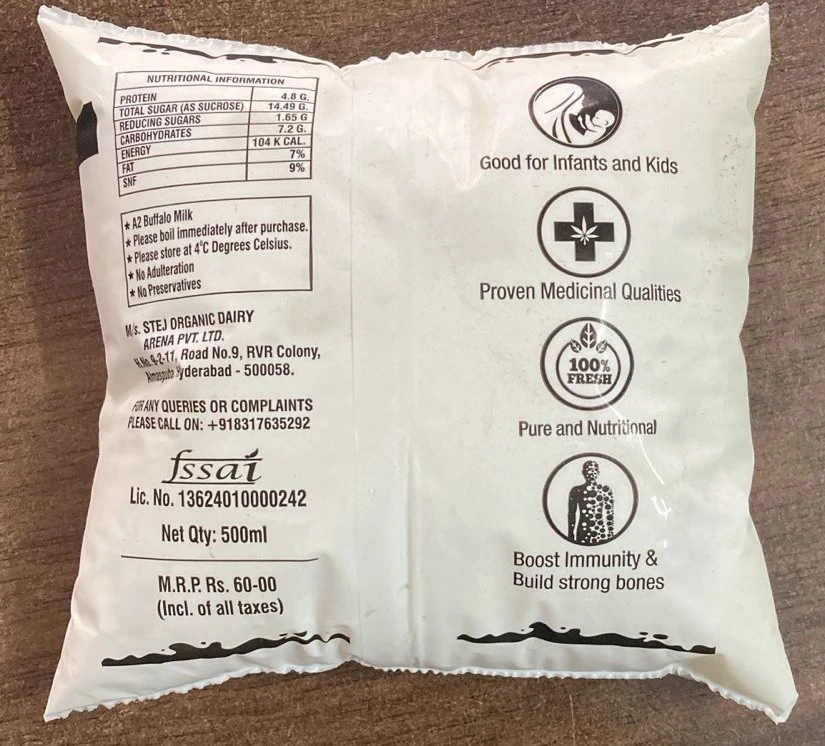 NUTRITIONAL INFORMATION
PROTEIN 4.8 G.
TOTAL SUGAR (AS SUCROSE) 14.49 G.
REDUCING SUGARS 1.65 G
CARBOHYDRATES 7.2 G.
ENERGY 104 K CAL.
FAT 7%
SNF 9%
★ A2 Buffalo Milk
★ Please boil immediately after purchase.
★ Please store at 4°C Degrees Celsius.
★ No Adulteration
★ No Preservatives
M/s. STEJ ORGANIC DAIRY
ARENA PVT. LTD.
H.No. 9-2-11, Road No.9, RVR Colony,
Hyderabad - 500058.
FOR ANY QUERIES OR COMPLAINTS
PLEASE CALL ON: +918317635292
fssai
Lic. No. 13624010000242
Net Qty: 500ml
M.R.P. Rs. 60-00
(Incl. of all taxes)
Good for Infants and Kids
Proven Medicinal Qualities
100%
FRESH
Pure and Nutritional
Boost Immunity &
Build strong bones